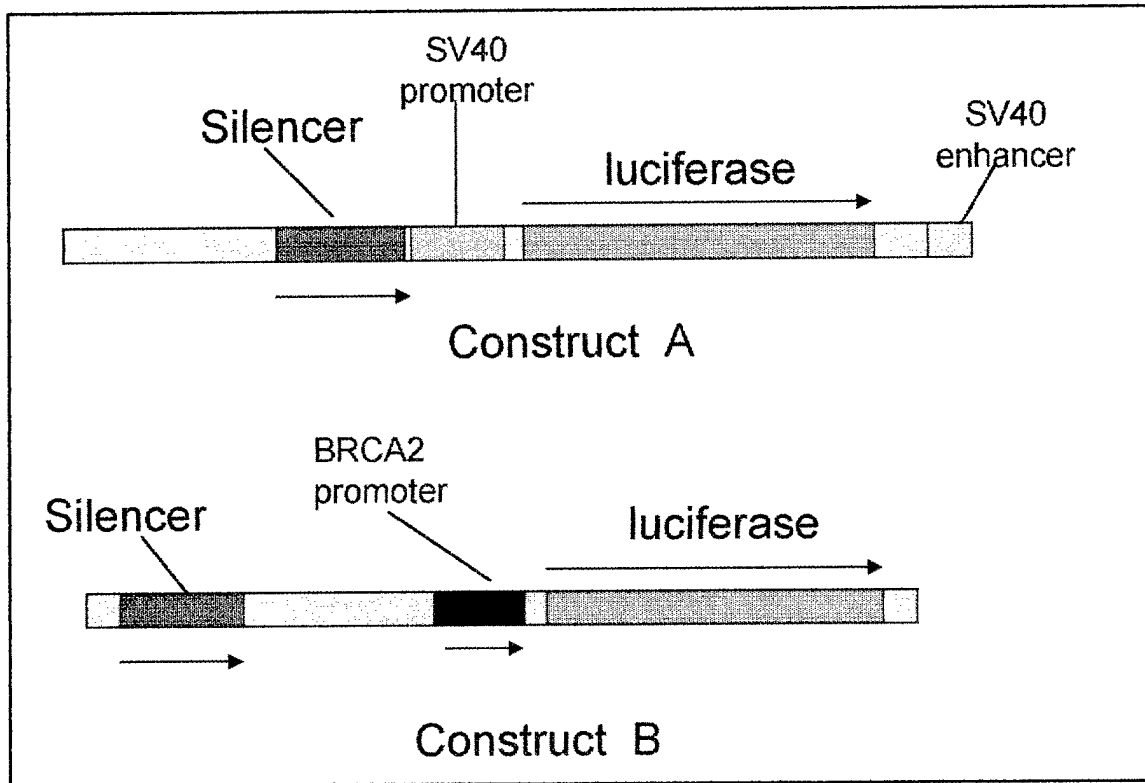 SV40
promoter
Silencer
SV40
enhancer
luciferase
Construct A
BRCA2
promoter
Silencer
luciferase
Construct B